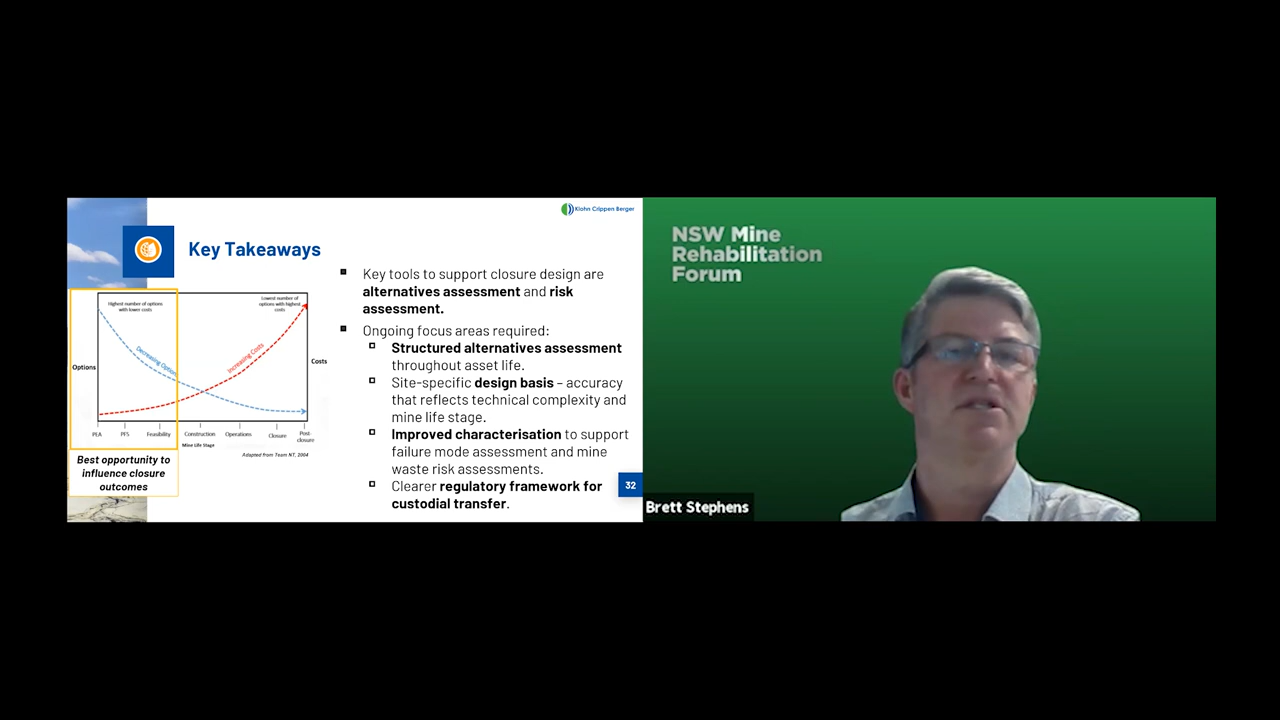 Klohn Crippen Berger
Key Takeaways
Highest number of options
with lower costs
Lowest number of
options with highest
costs
Decreasing Options
Increasing Costs
Options
Costs
PEA
PFS
Feasibility
Construction
Operations
Closure
Post-
closure
Mine Life Stage
Adapted from Team NT, 2004
Best opportunity to
influence closure
outcomes
Key tools to support closure design are
alternatives assessment and risk
assessment.
Ongoing focus areas required:
Structured alternatives assessment
throughout asset life.
Site-specific design basis – accuracy
that reflects technical complexity and
mine life stage.
Improved characterisation to support
failure mode assessment and mine
waste risk assessments.
Clearer regulatory framework for
custodial transfer.
32
NSW Mine
Rehabilitation
Forum
Brett Stephens